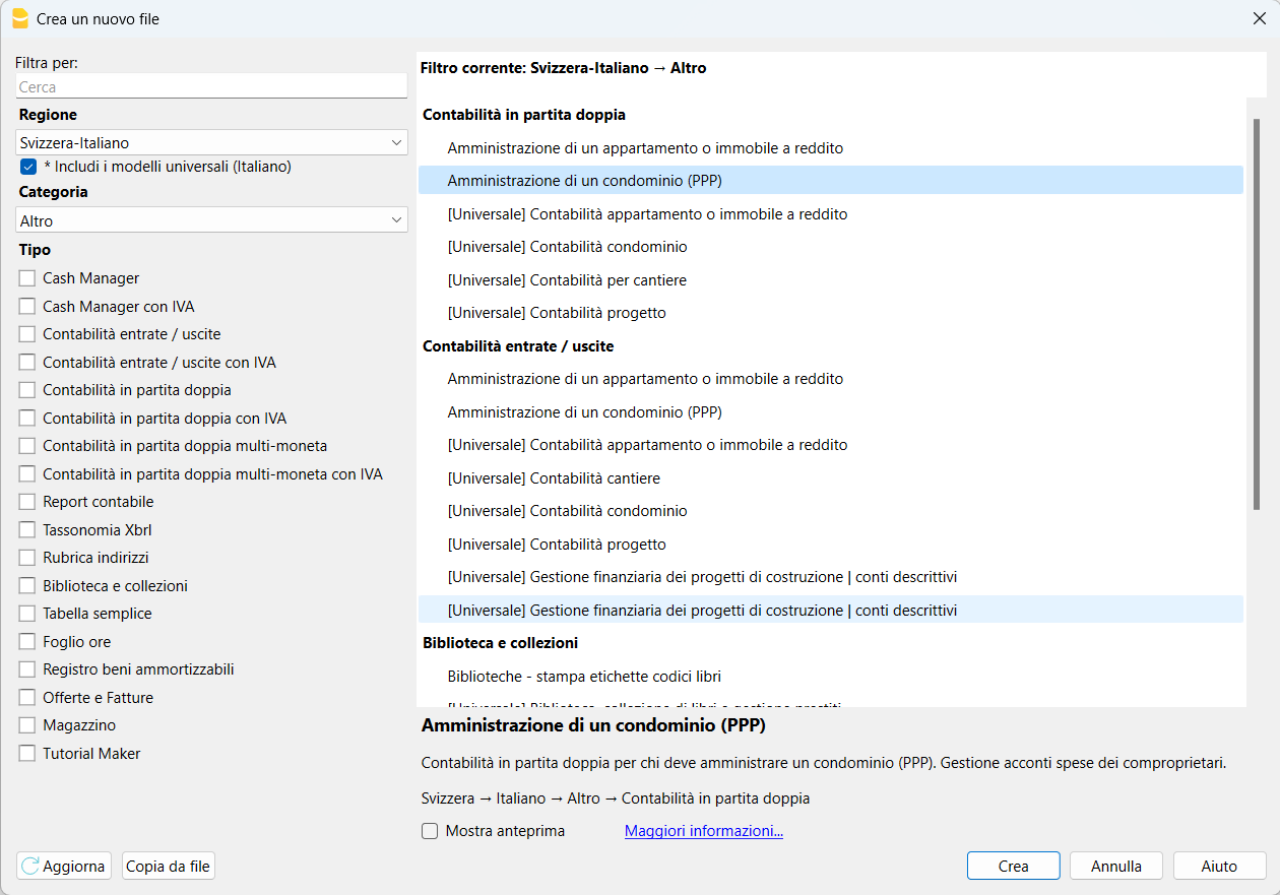 Crea un nuovo file
Filtra per:
Cerca
Regione
Svizzera-Italiano
* Includi i modelli universali (Italiano)
Categoria
Altro
Tipo
Cash Manager
Cash Manager con IVA
Contabilità entrate / uscite
Contabilità entrate / uscite con IVA
Contabilità in partita doppia
Contabilità in partita doppia con IVA
Contabilità in partita doppia multi-moneta
Contabilità in partita doppia multi-moneta con IVA
Report contabile
Tassonomia Xbrl
Rubrica indirizzi
Biblioteca e collezioni
Tabella semplice
Foglio ore
Registro beni ammortizzabili
Offerte e Fatture
Magazzino
Tutorial Maker
Aggiorna
Copia da file
Filtro corrente: Svizzera-Italiano → Altro
Contabilità in partita doppia
Amministrazione di un appartamento o immobile a reddito
Amministrazione di un condominio (PPP)
[Universale] Contabilità appartamento o immobile a reddito
[Universale] Contabilità condominio
[Universale] Contabilità per cantiere
[Universale] Contabilità progetto
Contabilità entrate / uscite
Amministrazione di un appartamento o immobile a reddito
Amministrazione di un condominio (PPP)
[Universale] Contabilità appartamento o immobile a reddito
[Universale] Contabilità cantiere
[Universale] Contabilità condominio
[Universale] Contabilità progetto
[Universale] Gestione finanziaria dei progetti di costruzione | conti descrittivi
[Universale] Gestione finanziaria dei progetti di costruzione | conti descrittivi
Biblioteca e collezioni
Biblioteche - stampa etichette codici libri
[Universale] Biblioteca, collezione di libri e gestione prestiti
Amministrazione di un condominio (PPP)
Contabilità in partita doppia per chi deve amministrare un condominio (PPP). Gestione acconti spese dei comproprietari.
Svizzera → Italiano → Altro → Contabilità in partita doppia
Mostra anteprima
Maggiori informazioni...
Crea
Annulla
Aiuto